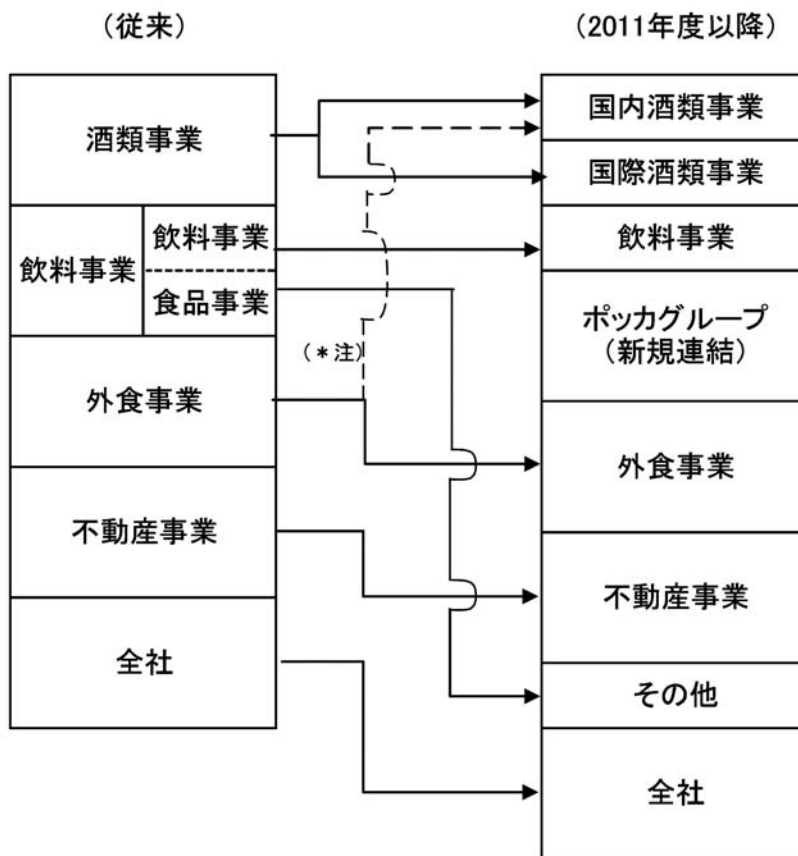 （従来）
酒類事業
飲料事業
飲料事業
食品事業
外食事業
不動産事業
全社
（＊注）
（2011年度以降）
国内酒類事業
国際酒類事業
飲料事業
ポッカグループ
（新規連結）
外食事業
不動産事業
その他
全社